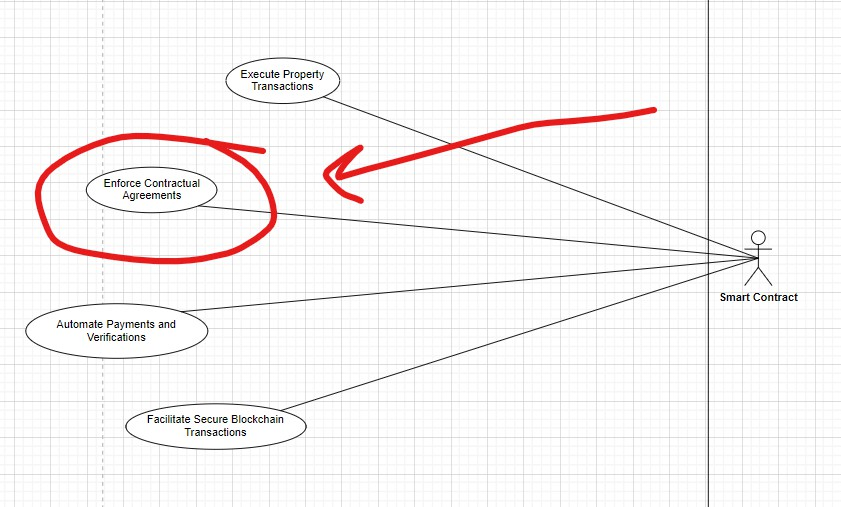 Execute Property
Transactions
Enforce Contractual
Agreements
Smart Contract
Automate Payments and
Verifications
Facilitate Secure Blockchain
Transactions